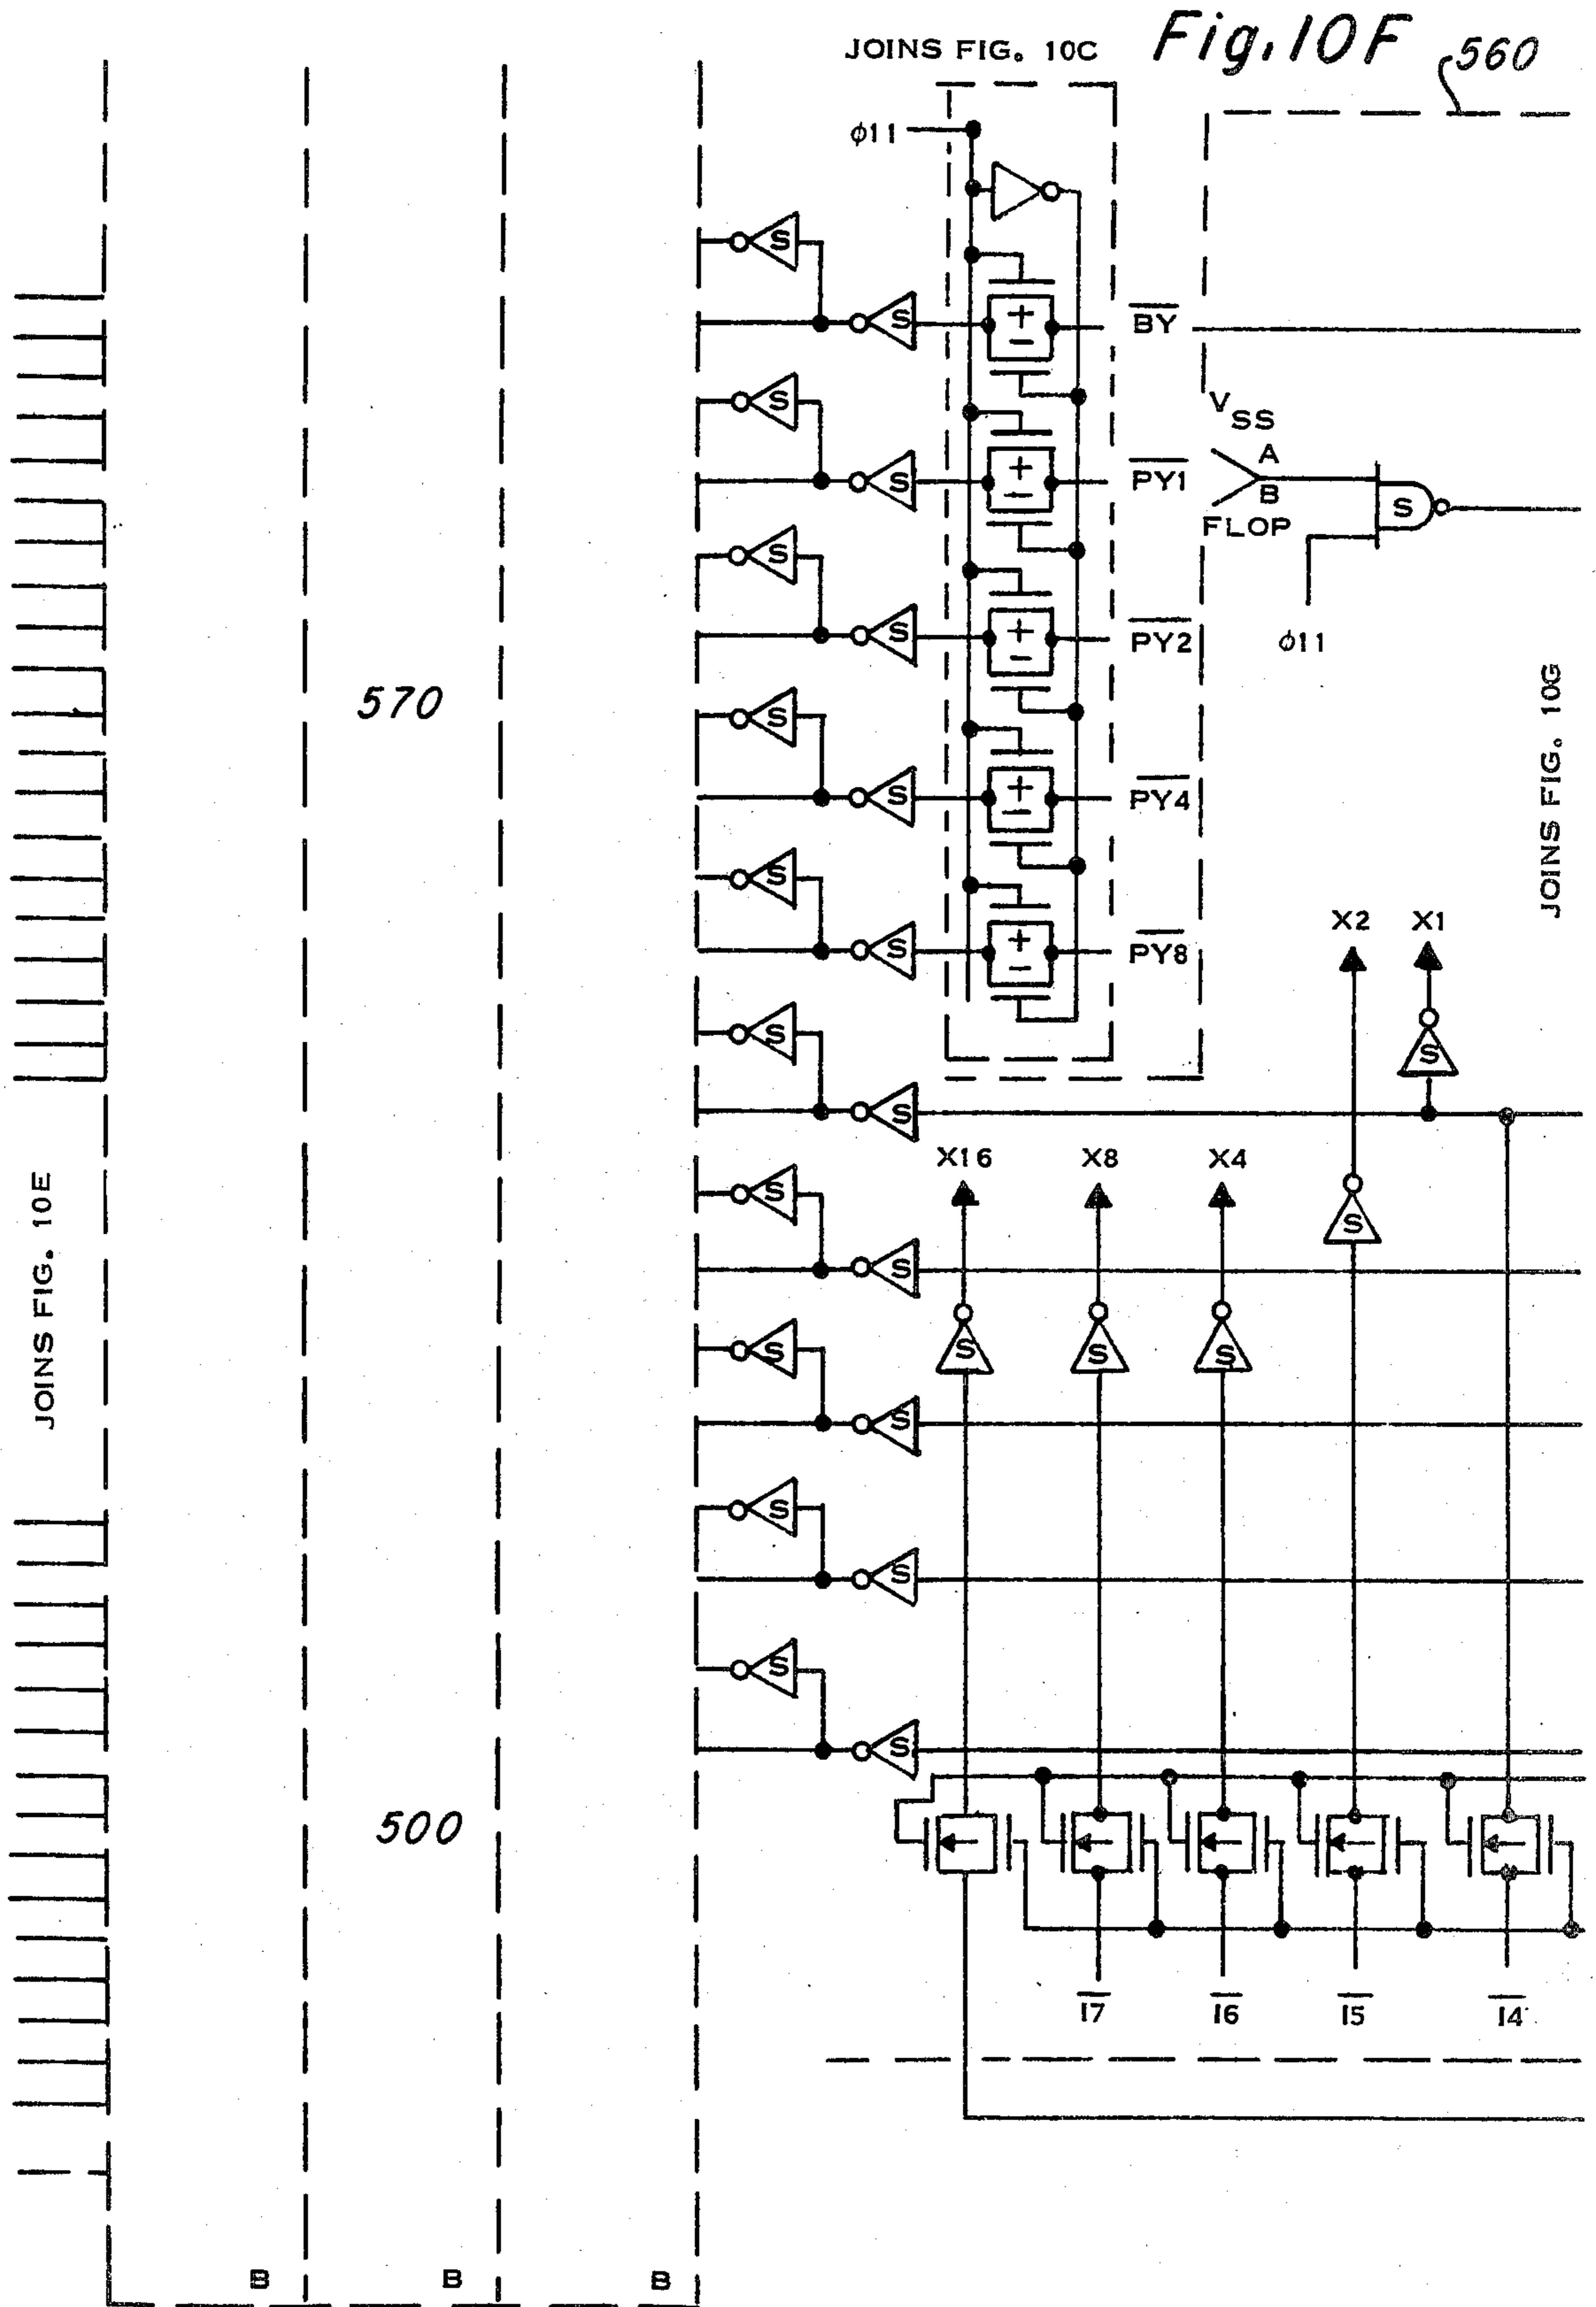 JOINS FIG. 10C
Fig. 10F
560
φ11
S
S
BY
VSS
S
S
PY1
A
B
FLOP
S
φ11
S
S
PY2
570
S
S
PY4
JOINS FIG. 10G
S
S
PY8
X2
X1
S
S
S
JOINS FIG. 10E
X16
X8
X4
S
S
S
S
S
S
S
S
S
S
S
S
S
500
I7
I6
I5
I4
B
B
B